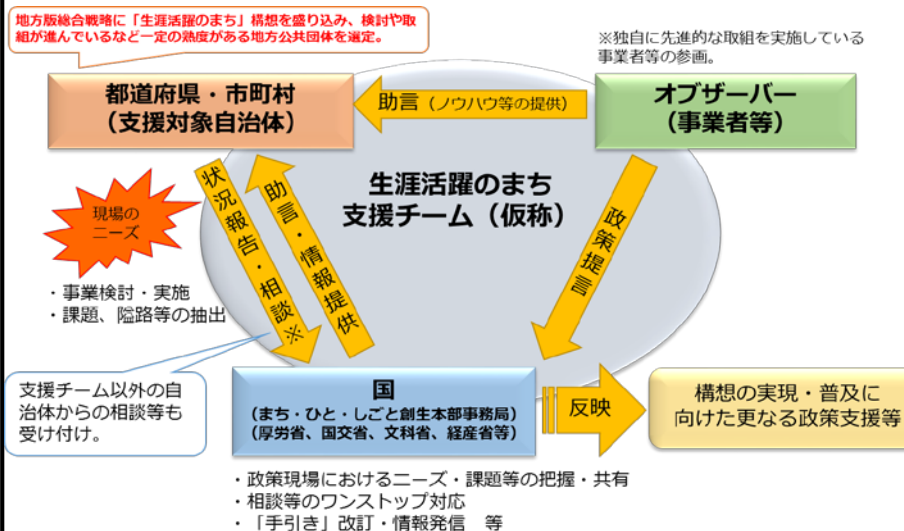 地方版総合戦略に「生涯活躍のまち」構想を盛り込み、検討や取
組が進んでいるなど一定の熟度がある地方公共団体を選定。
※独自に先進的な取組を実施している
事業者等の参画。
都道府県・市町村
（支援対象自治体）
助言（ノウハウ等の提供）
オブザーバー
（事業者等）
生涯活躍のまち
支援チーム（仮称）
現場の
ニーズ
状況報告・相談※
助言・情報提供
政策提言
・事業検討・実施
・課題、隘路等の抽出
支援チーム以外の自
治体からの相談等も
受け付け。
国
（まち・ひと・しごと創生本部事務局）
（厚労省、国交省、文科省、経産省等）
反映
構想の実現・普及に
向けた更なる政策支援等
・政策現場におけるニーズ・課題等の把握・共有
・相談等のワンストップ対応
・「手引き」改訂・情報発信　等